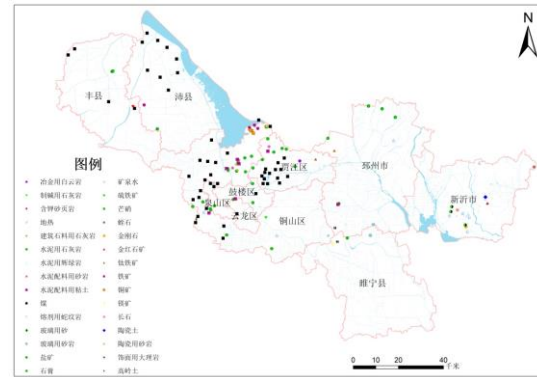 N
丰县
沛县
贾汪区
邳州市
鼓楼区
泉山区
云龙区
铜山区
新沂市
睢宁县
图例
冶金用白云岩
制碱用石灰岩
含钾砂页岩
地热
建筑石料用石灰岩
水泥用石灰岩
水泥用辉绿岩
水泥配料用砂岩
水泥配料用粘土
煤
熔剂用蛇纹岩
玻璃用砂
玻璃用砂岩
盐矿
石膏
矿泉水
硫铁矿
芒硝
金刚石
金红石矿
钛铁矿
铁矿
铜矿
镁矿
长石
陶瓷土
陶瓷用砂岩
饰面用大理岩
高岭土
0 10 20 40
千米